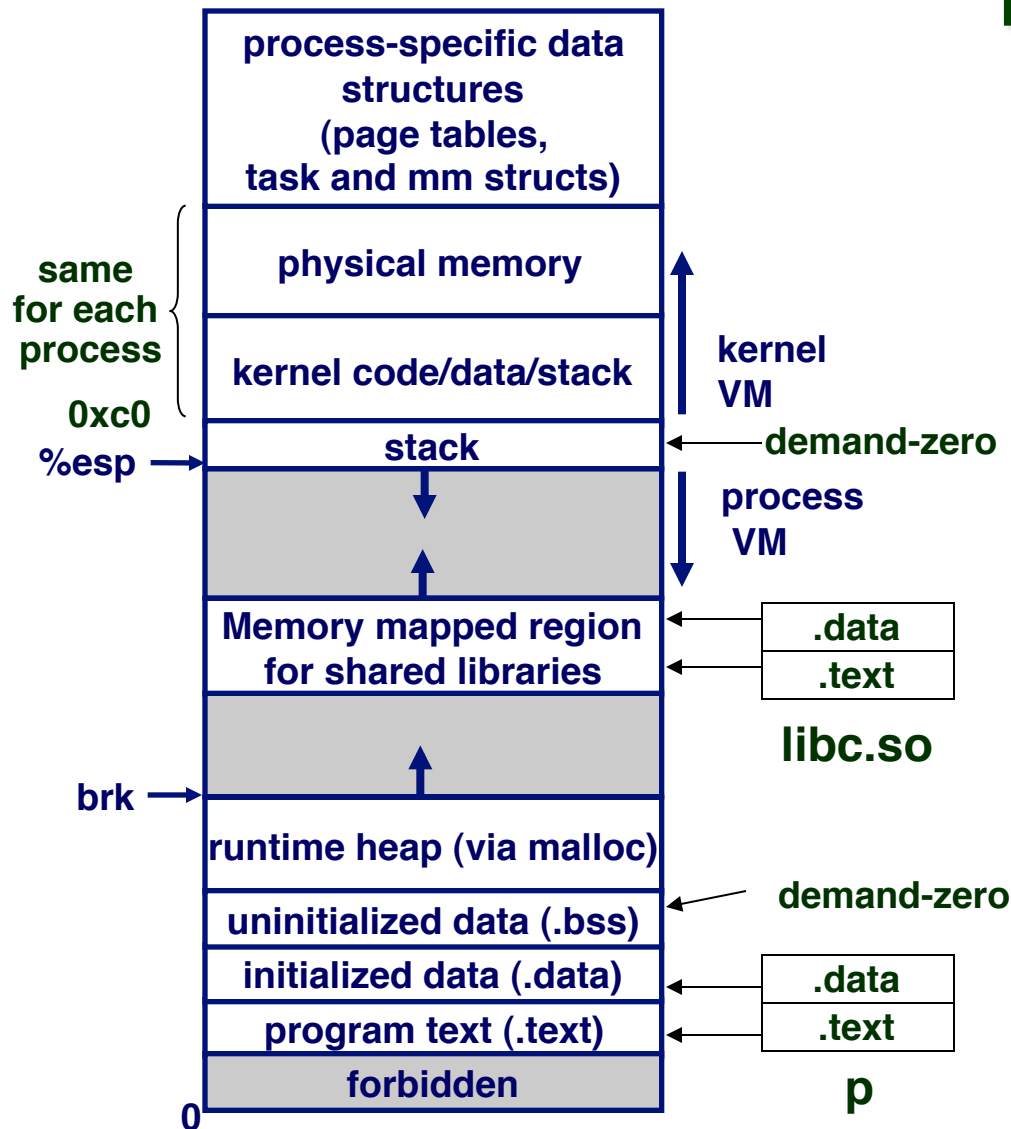 process-specific data
structures
(page tables,
task and mm structs)
physical memory
same
for each
process
kernel code/data/stack
kernel
VM
0xc0
stack
demand-zero
%esp
process
VM
Memory mapped region
for shared libraries
.data
.text
libc.so
brk
runtime heap (via malloc)
demand-zero
uninitialized data (.bss)
initialized data (.data)
.data
program text (.text)
.text
forbidden
p
0